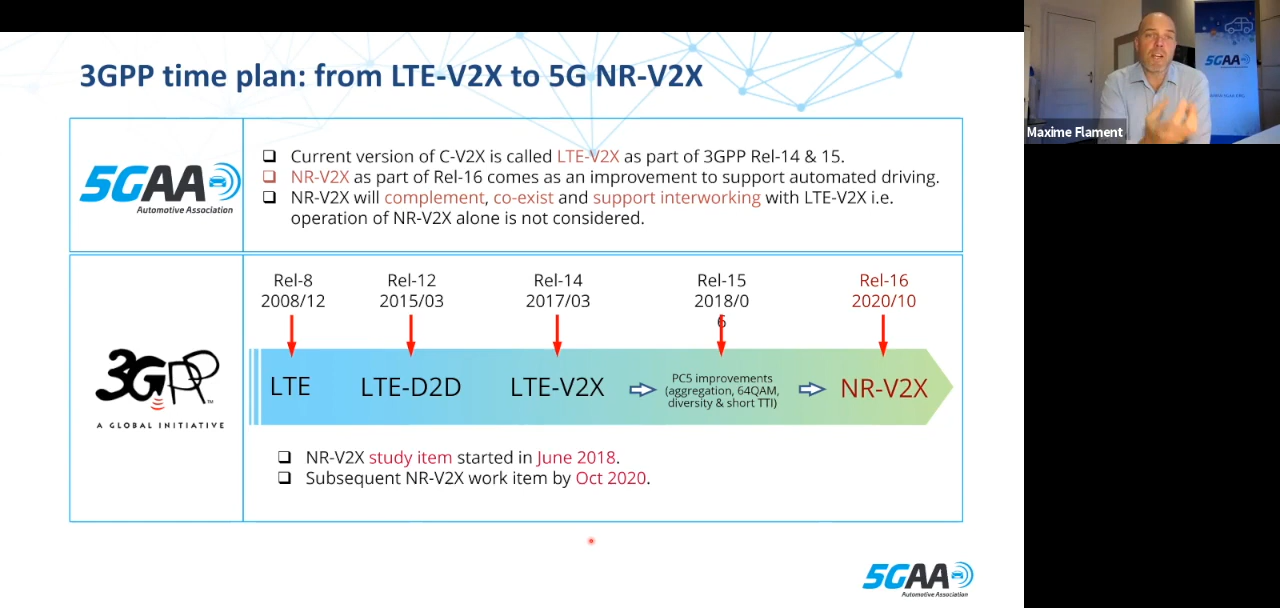 3GPP time plan: from LTE-V2X to 5G NR-V2X
5GAA
Automotive Association
❑ Current version of C-V2X is called LTE-V2X as part of 3GPP Rel-14 & 15.
❑ NR-V2X as part of Rel-16 comes as an improvement to support automated driving.
❑ NR-V2X will complement, co-exist and support interworking with LTE-V2X i.e.
operation of NR-V2X alone is not considered.
Rel-8
2008/12
Rel-12
2015/03
Rel-14
2017/03
Rel-15
2018/0
6
Rel-16
2020/10
3GPP™
A GLOBAL INITIATIVE
LTE
LTE-D2D
LTE-V2X
PC5 improvements
(aggregation, 64QAM,
diversity & short TTI)
NR-V2X
❑ NR-V2X study item started in June 2018.
❑ Subsequent NR-V2X work item by Oct 2020.
5GAA
Automotive Association
5GAA
Maxime Flament